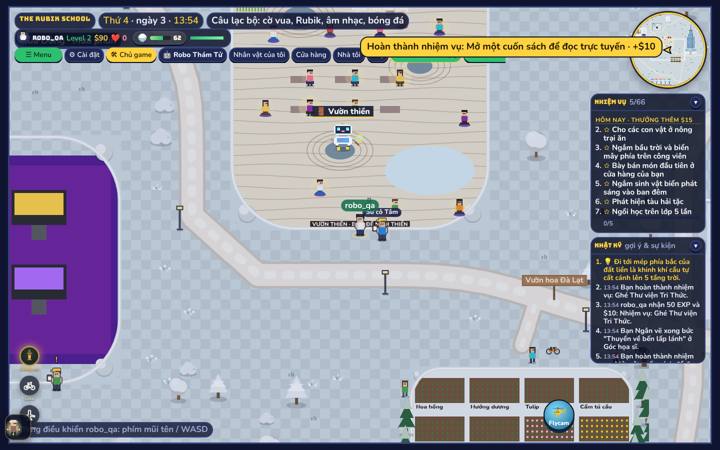 THE RUBIN SCHOOL
Thứ 4 · ngày 3 · 13:54
Câu lạc bộ: cờ vua, Rubik, âm nhạc, bóng đá
ROBO_QA Level 2 $90 ❤ 0
62
Hoàn thành nhiệm vụ: Mở một cuốn sách để đọc trực tuyến · +$10
☰ Menu
⚙ Cài đặt
🛠 Chủ game
🤖 Robo Thám Tử
Nhân vật của tôi
Cửa hàng
Nhà tôi
Vườn thiền
robo_qa
Sư cô Tâm
Vườn hoa Đà Lạt
Hoa hồng
Hướng dương
Tulip
Cẩm tú cầu
Flycam
NHIỆM VỤ 5/66
HÔM NAY · THƯỞNG THÊM $15
2. ☆ Cho các con vật ở nông trại ăn
3. ☆ Ngắm bầu trời và biển mây phía trên công viên
4. ☆ Bày bán món đầu tiên ở cửa hàng của bạn
5. ☆ Ngắm sinh vật biển phát sáng vào ban đêm
6. ☆ Phát hiện tàu hải tặc
7. ☆ Ngồi học trên lớp 5 lần
0/5
NHẬT KÝ gợi ý & sự kiện
1. 💡 Đi tới mép phía bắc của đất liền là khinh khí cầu tự cất cánh lên 5 tầng trời.
2. 13:54 Bạn hoàn thành nhiệm vụ: Ghé Thư viện Tri Thức.
3. 13:54 robo_qa nhận 50 EXP và $10: Nhiệm vụ: Ghé Thư viện Tri Thức.
4. 13:54 Bạn Ngân vẽ xong bức "Thuyền về bến lấp lánh" ở Góc họa sĩ.
5. 13:54 Bạn hoàn thành nhiệm
điều khiển robo_qa: phím mũi tên / WASD